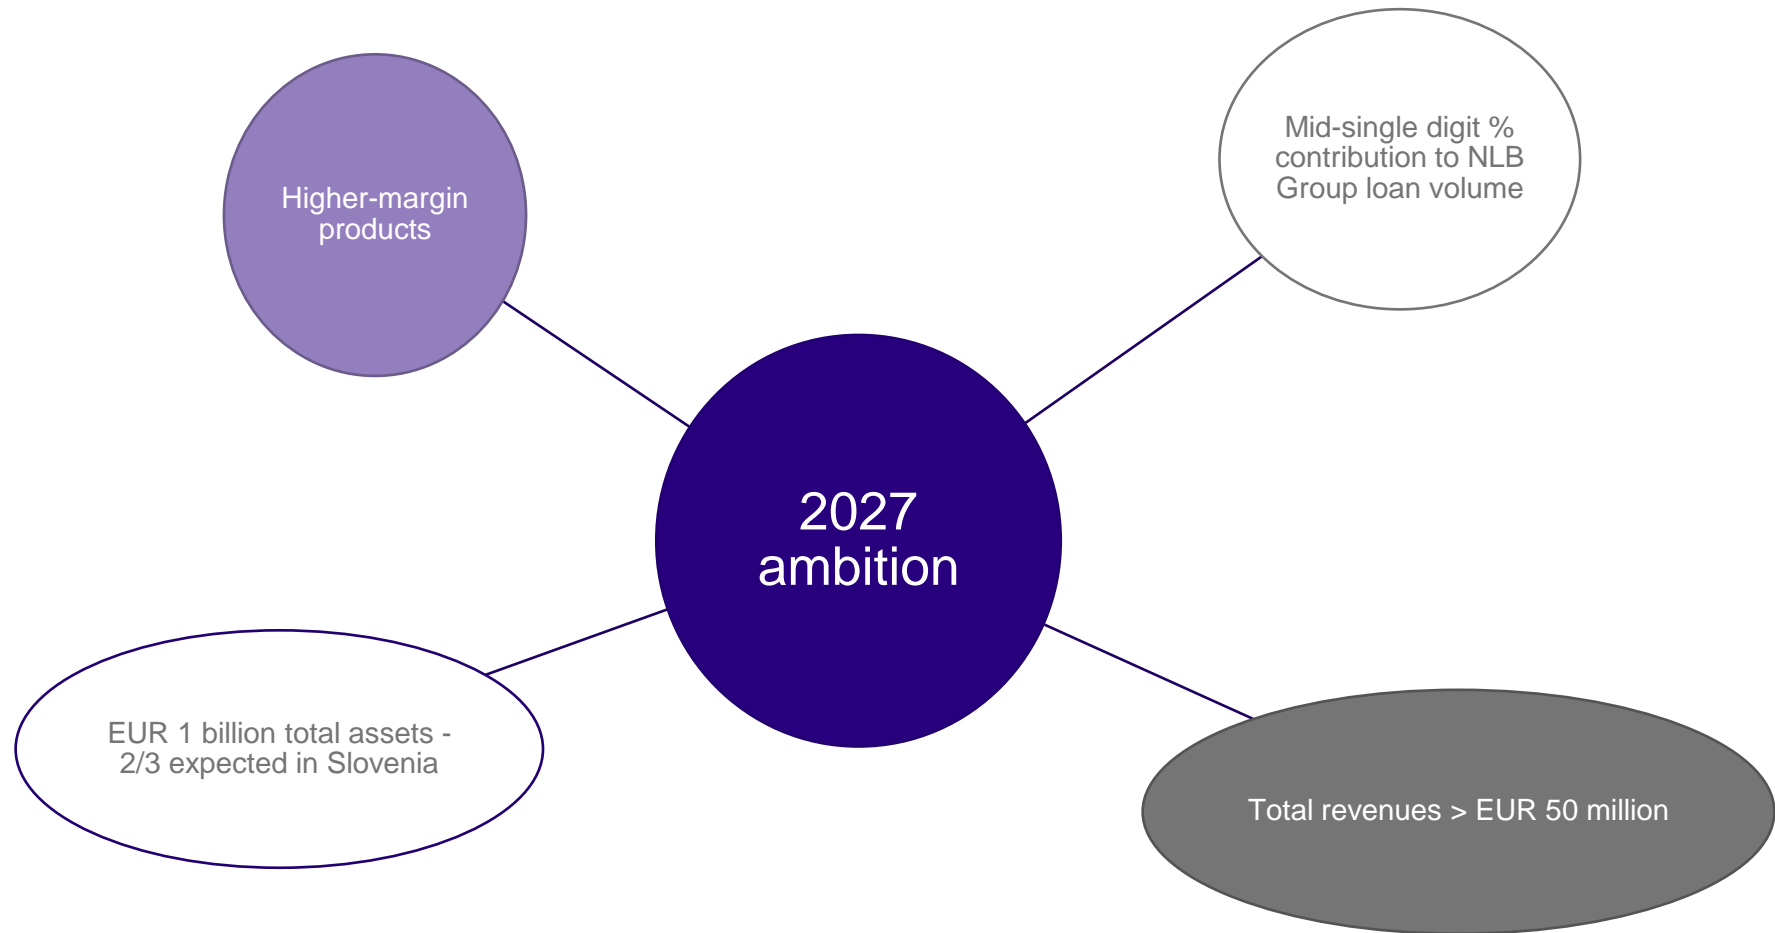 Higher-margin
products
Mid-single digit %
contribution to NLB
Group loan volume
2027
ambition
EUR 1 billion total assets -
2/3 expected in Slovenia
Total revenues > EUR 50 million